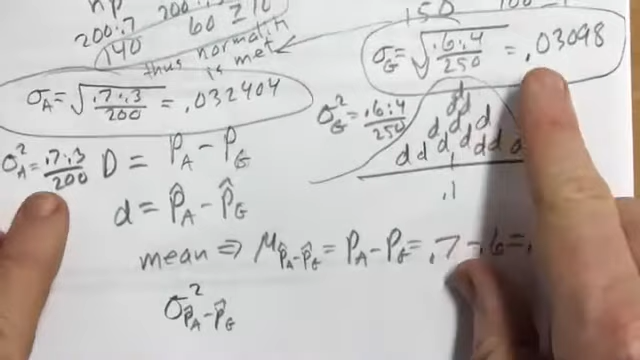 np
200·.7
140
60 ≥ 10
150
thus normality is met
σ_A = √(.7·.3/200) = .032404
σ_G = √(.6·.4/250) = .03098
σ²_G = .6·.4/250
d d d d d d d d d d d
.1
σ²_A = .7·.3/200
D = P_A - P_G
d = p̂_A - p̂_G
mean ⇒ μ_p̂_A-p̂_G = P_A - P_G = .7 - .6 = .
σ²_p̂_A-p̂_G